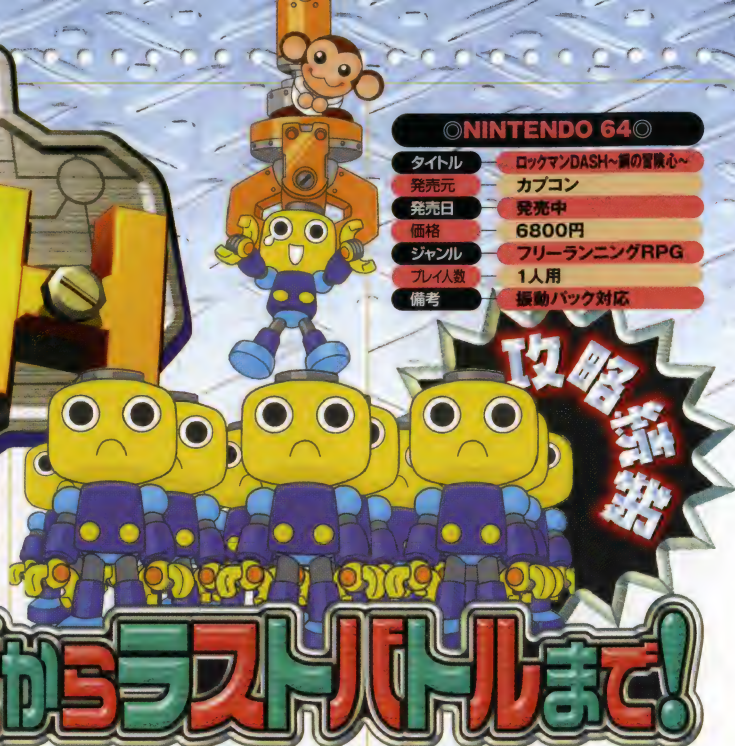 ◎NINTENDO 64◎
タイトル ロックマンDASH~鋼の冒険心~
発売元 カプコン
発売日 発売中
価格 6800円
ジャンル フリーランニングRPG
プレイ人数 1人用
備考 振動パック対応
攻略続報
からラストバトルまで!